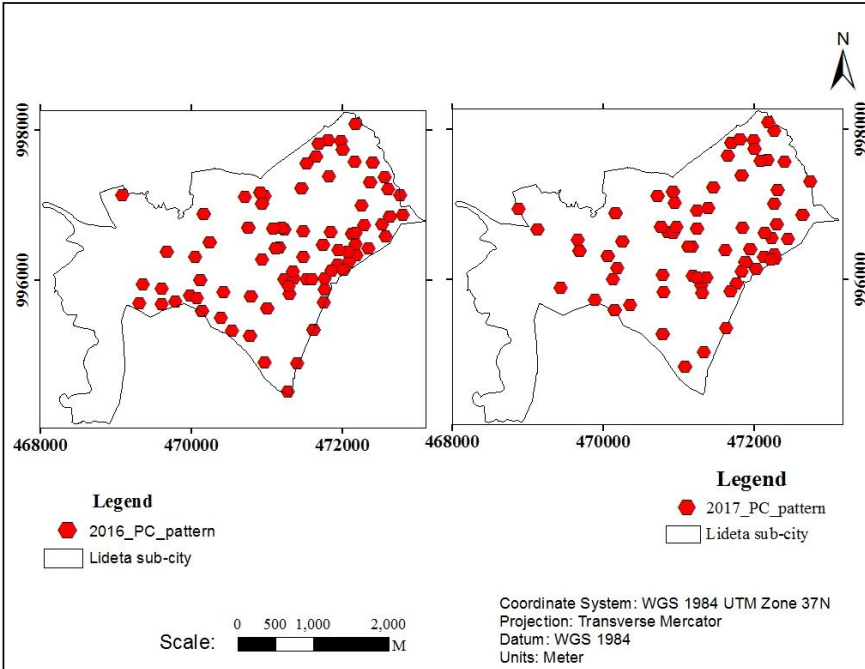 N
998000
996000
468000 470000 472000
998000
996000
468000 470000 472000
Legend
2016_PC_pattern
Lideta sub-city
Legend
2017_PC_pattern
Lideta sub-city
Scale:
0 500 1,000 2,000
M
Coordinate System: WGS 1984 UTM Zone 37N
Projection: Transverse Mercator
Datum: WGS 1984
Units: Meter